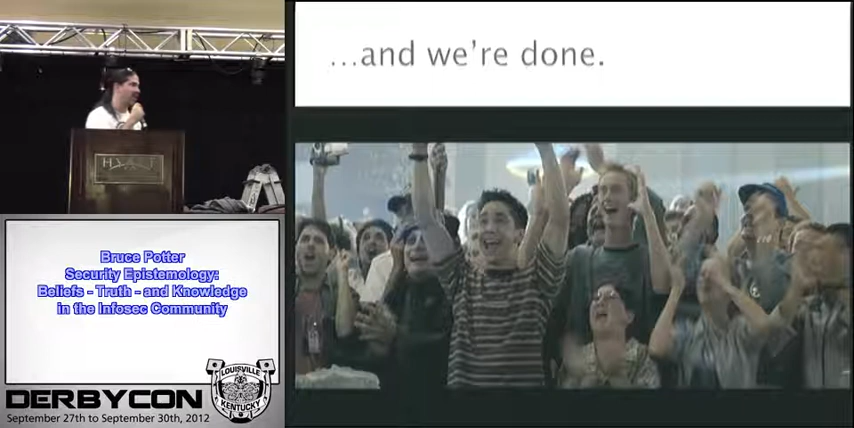 …and we're done.
HYATT
Bruce Potter
Security Epistemology:
Beliefs - Truth - and Knowledge
in the Infosec Community
LOUISVILLE
KENTUCKY
DERBYCON
September 27th to September 30th, 2012